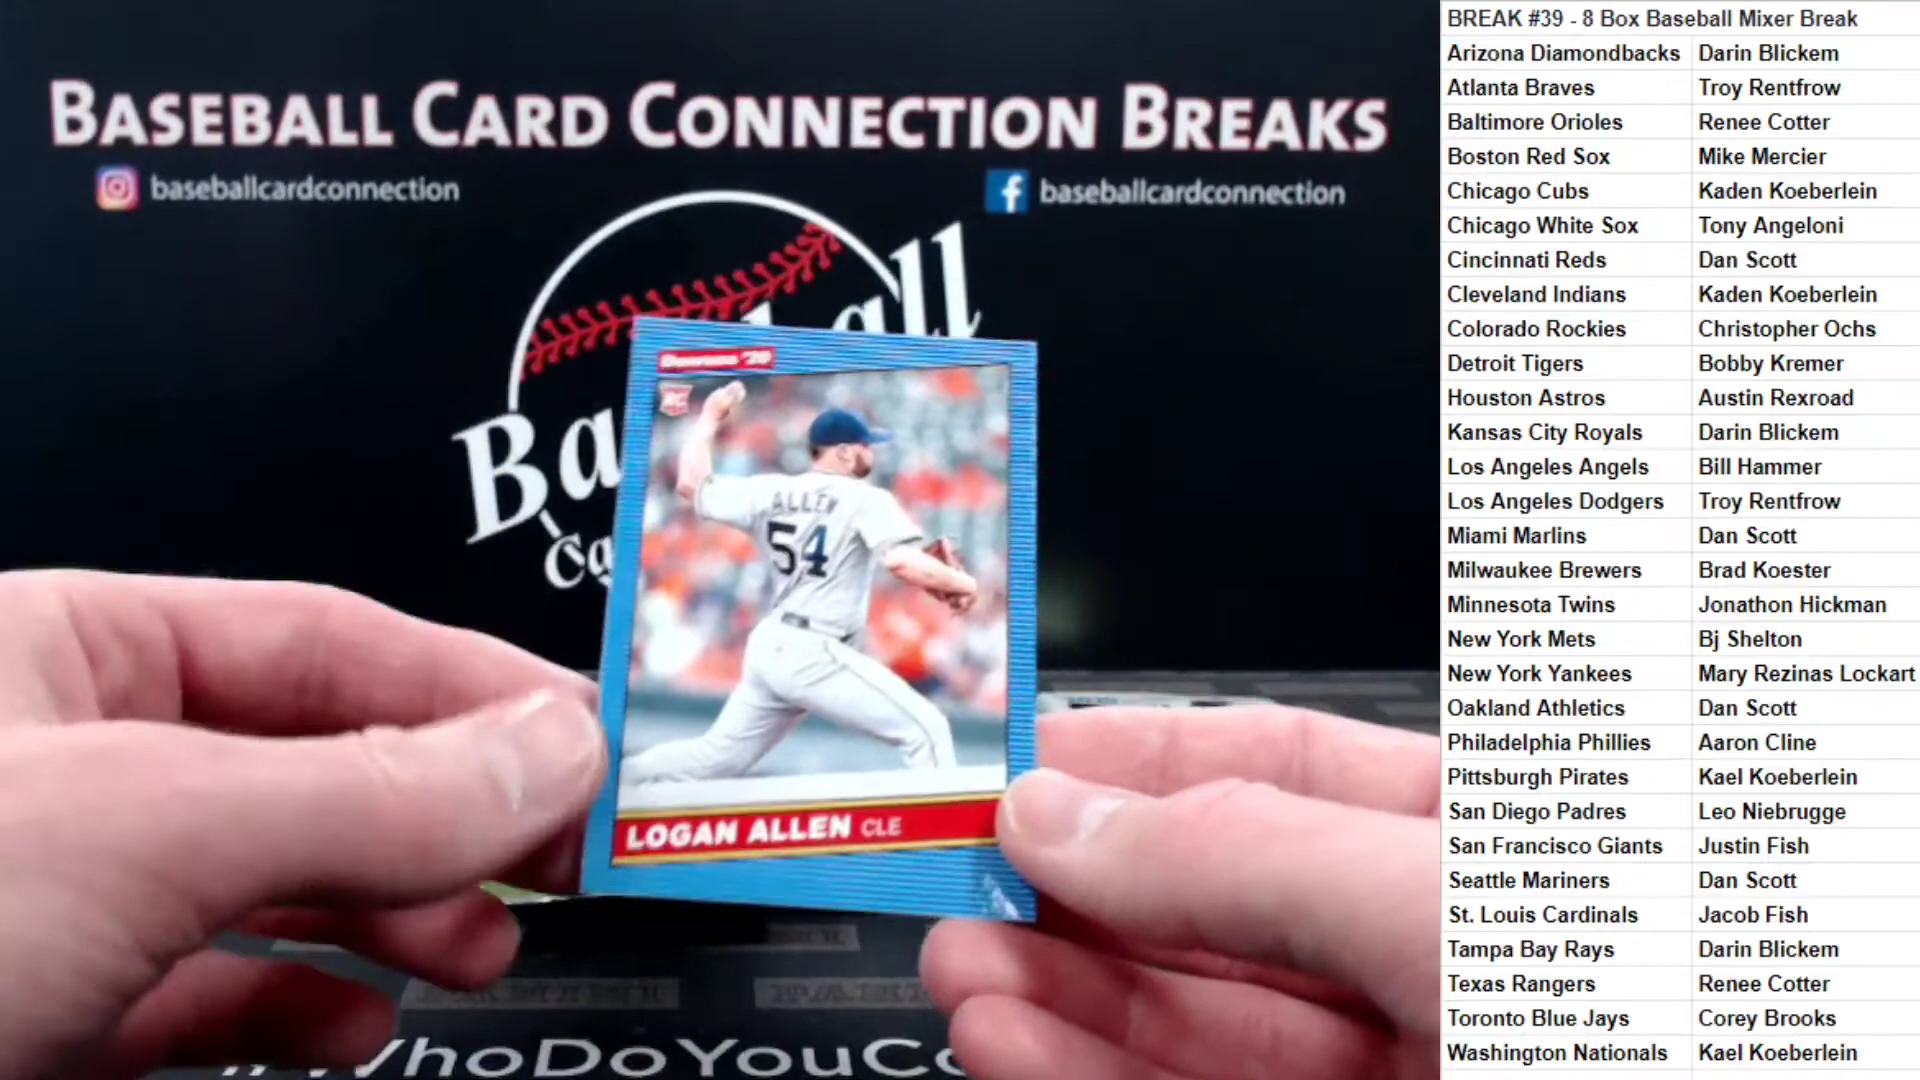 BASEBALL CARD CONNECTION BREAKS
baseballcardconnection
baseballcardconnection
Donruss '20
RC
ALLEN
54
LOGAN ALLEN CLE
BREAK #39 - 8 Box Baseball Mixer Break
Arizona Diamondbacks Darin Blickem
Atlanta Braves Troy Rentfrow
Baltimore Orioles Renee Cotter
Boston Red Sox Mike Mercier
Chicago Cubs Kaden Koeberlein
Chicago White Sox Tony Angeloni
Cincinnati Reds Dan Scott
Cleveland Indians Kaden Koeberlein
Colorado Rockies Christopher Ochs
Detroit Tigers Bobby Kremer
Houston Astros Austin Rexroad
Kansas City Royals Darin Blickem
Los Angeles Angels Bill Hammer
Los Angeles Dodgers Troy Rentfrow
Miami Marlins Dan Scott
Milwaukee Brewers Brad Koester
Minnesota Twins Jonathon Hickman
New York Mets Bj Shelton
New York Yankees Mary Rezinas Lockart
Oakland Athletics Dan Scott
Philadelphia Phillies Aaron Cline
Pittsburgh Pirates Kael Koeberlein
San Diego Padres Leo Niebrugge
San Francisco Giants Justin Fish
Seattle Mariners Dan Scott
St. Louis Cardinals Jacob Fish
Tampa Bay Rays Darin Blickem
Texas Rangers Renee Cotter
Toronto Blue Jays Corey Brooks
Washington Nationals Kael Koeberlein